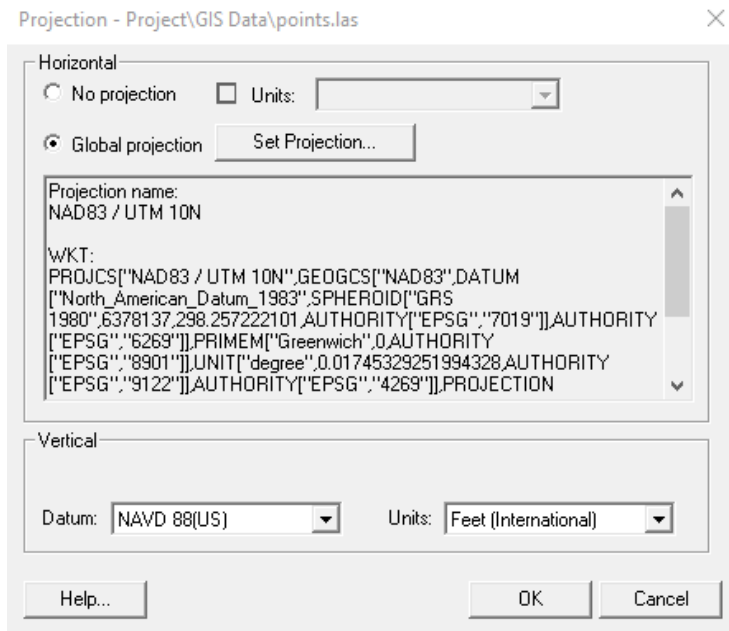 Projection - Project\GIS Data\points.las
Horizontal
No projection
Units:
Global projection
Set Projection...
Projection name:
NAD83 / UTM 10N
WKT:
PROJCS["NAD83 / UTM 10N",GEOGCS["NAD83",DATUM
["North_American_Datum_1983",SPHEROID["GRS
1980",6378137,298.257222101,AUTHORITY["EPSG","7019"]],AUTHORITY
["EPSG","6269"]],PRIMEM["Greenwich",0,AUTHORITY
["EPSG","8901"]],UNIT["degree",0.01745329251994328,AUTHORITY
["EPSG","9122"]],AUTHORITY["EPSG","4269"]],PROJECTION
Vertical
Datum: NAVD 88(US)
Units: Feet (International)
Help...
OK
Cancel